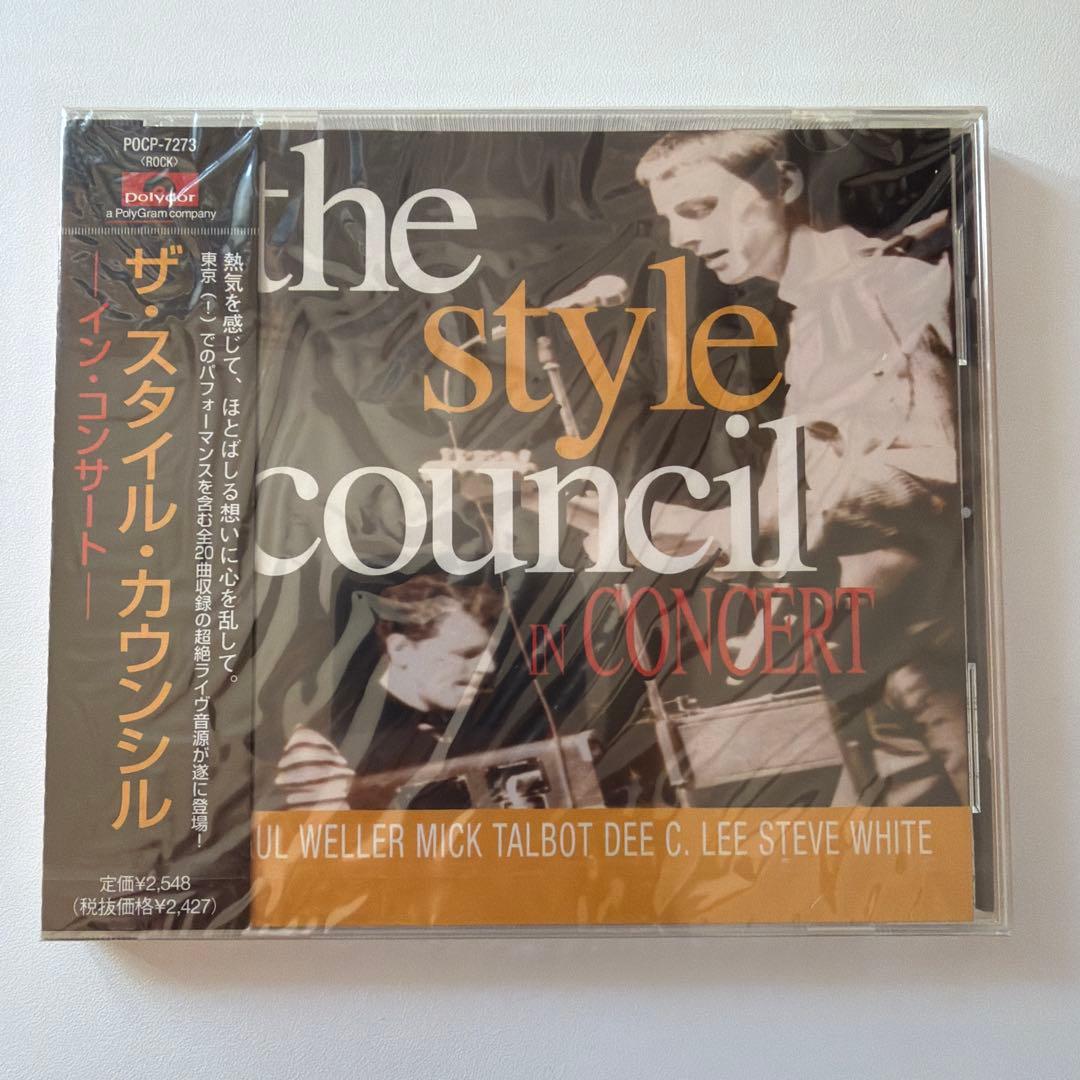 POCP-7273
〈ROCK〉
polydor
a PolyGram company
ザ・スタイル・カウンシル
―イン・コンサート―
熱気を感じて、ほとばしる想いに心を乱して。
東京（！）でのパフォーマンスを含む全20曲収録の超絶ライヴ音源が遂に登場！
定価¥2,548
（税抜価格¥2,427）
the
style
council
IN CONCERT
UL WELLER MICK TALBOT DEE C. LEE STEVE WHITE